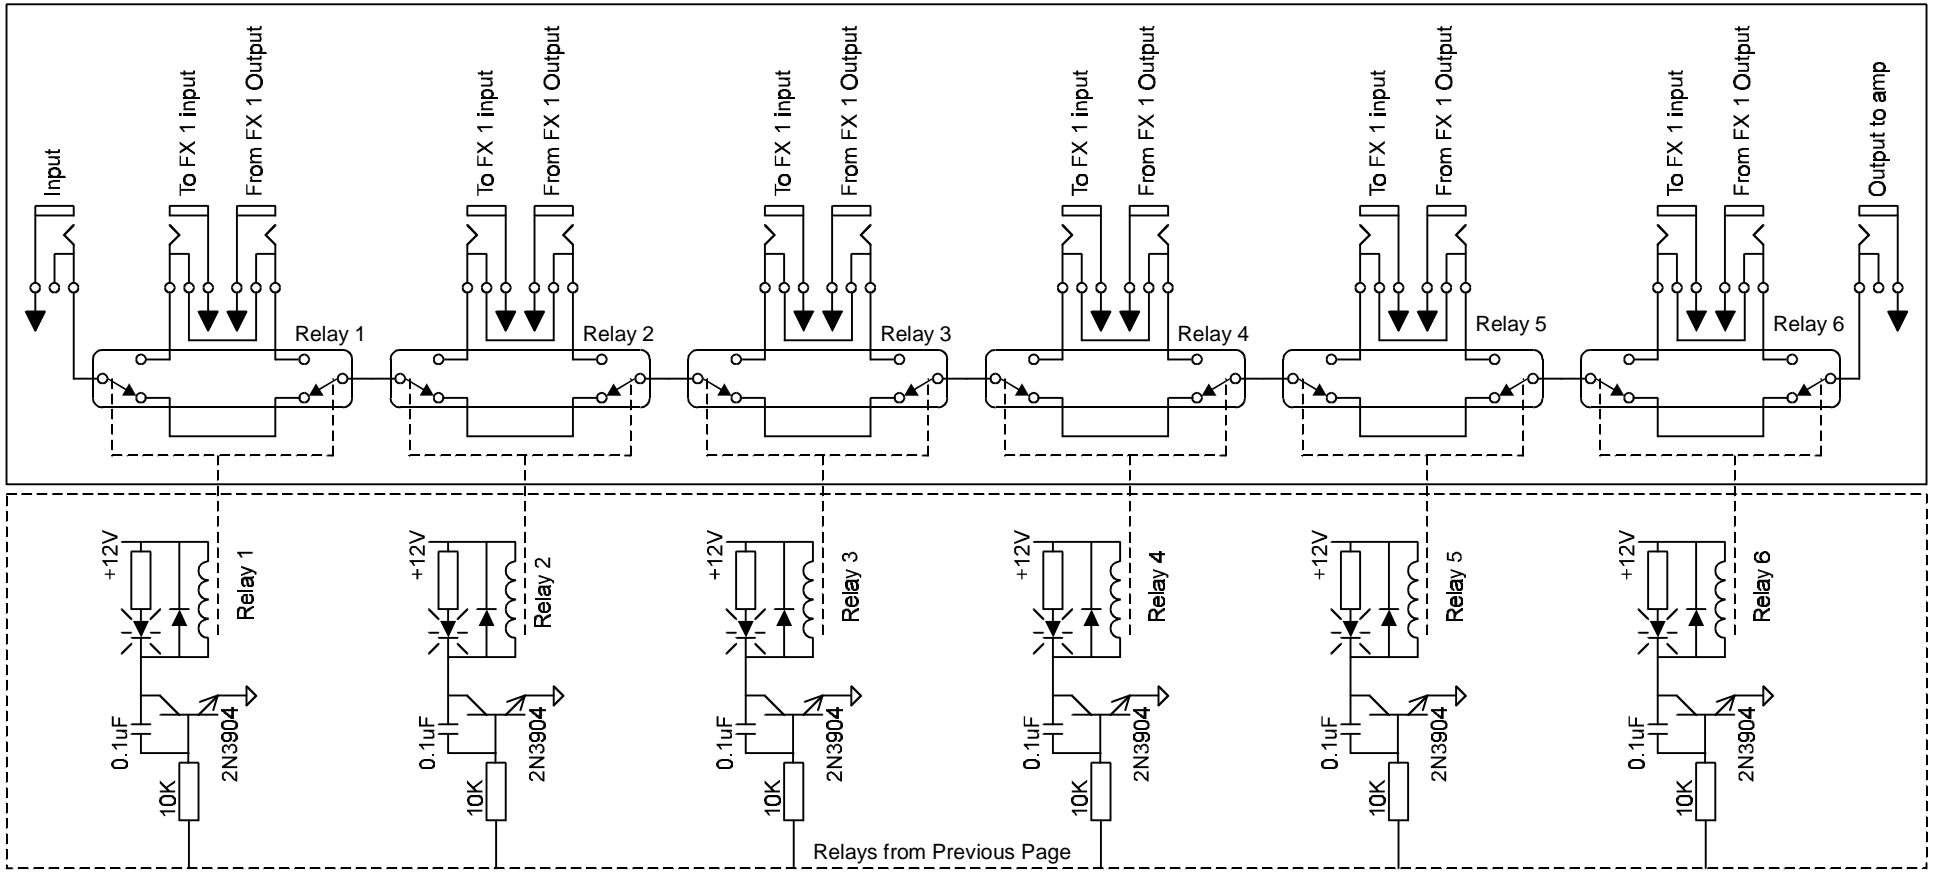 Input
To FX 1 input
From FX 1 Output
To FX 1 input
From FX 1 Output
To FX 1 input
From FX 1 Output
To FX 1 input
From FX 1 Output
To FX 1 input
From FX 1 Output
To FX 1 input
From FX 1 Output
Output to amp
Relay 1
Relay 2
Relay 3
Relay 4
Relay 5
Relay 6
+12V
Relay 1
+12V
Relay 2
+12V
Relay 3
+12V
Relay 4
+12V
Relay 5
+12V
Relay 6
0.1uF
2N3904
0.1uF
2N3904
0.1uF
2N3904
0.1uF
2N3904
0.1uF
2N3904
0.1uF
2N3904
10K
10K
10K
10K
10K
10K
Relays from Previous Page